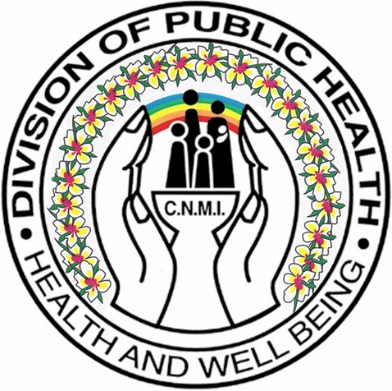 DIVISION OF PUBLIC HEALTH
C.N.M.I.
• HEALTH AND WELL BEING •